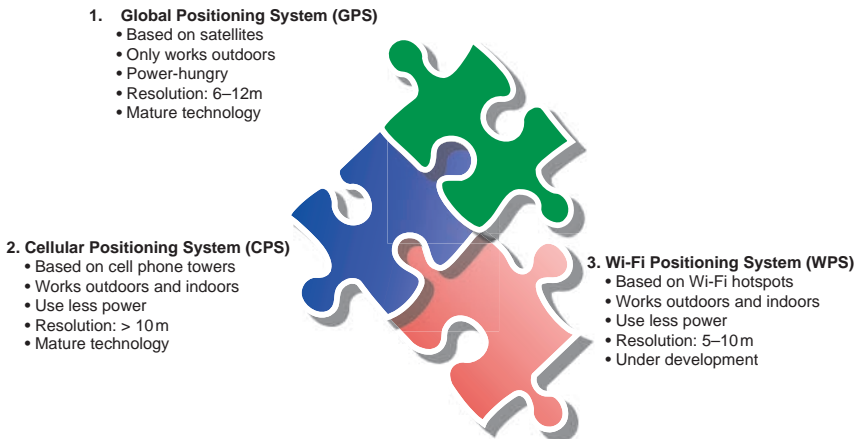 1. Global Positioning System (GPS)
• Based on satellites
• Only works outdoors
• Power-hungry
• Resolution: 6–12m
• Mature technology
2. Cellular Positioning System (CPS)
• Based on cell phone towers
• Works outdoors and indoors
• Use less power
• Resolution: > 10m
• Mature technology
3. Wi-Fi Positioning System (WPS)
• Based on Wi-Fi hotspots
• Works outdoors and indoors
• Use less power
• Resolution: 5–10m
• Under development